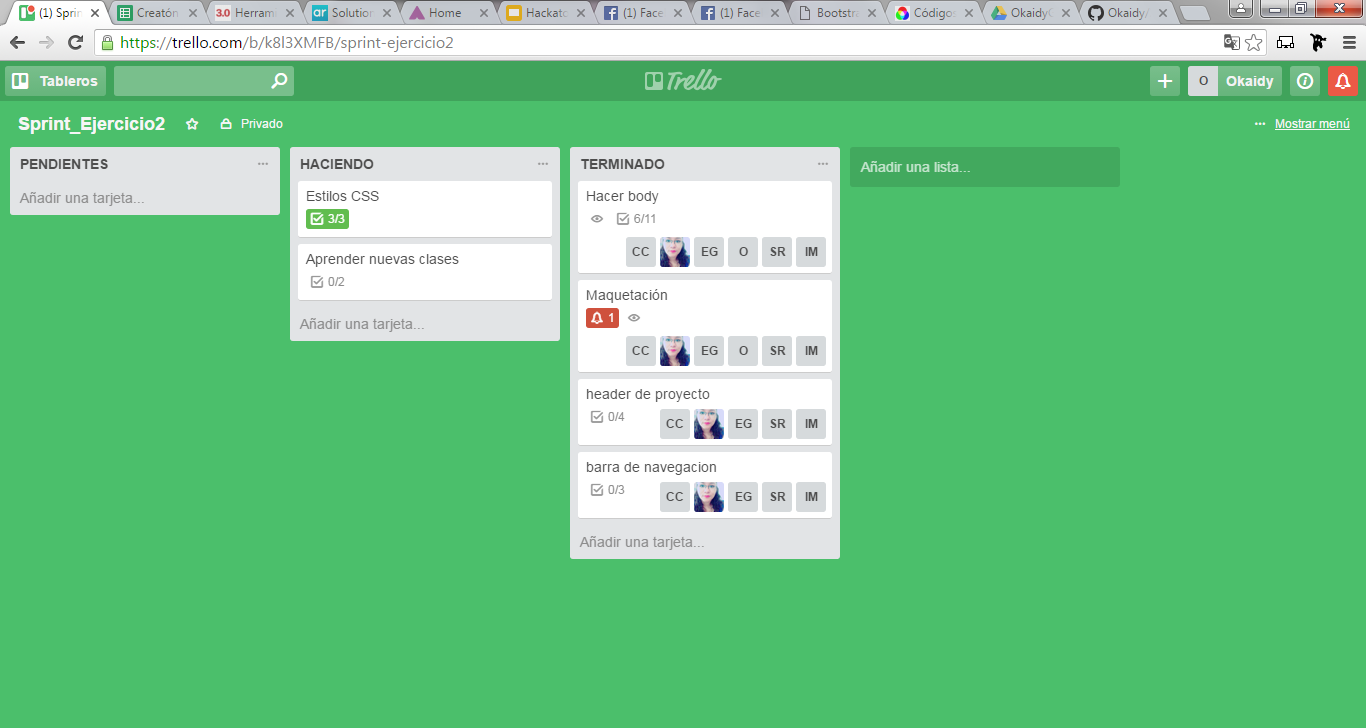 (1) Sprin
Creatór
3.0 Herram
ar Solution
Home
Hackato
(1) Face
(1) Face
Bootstra
Códigos
OkaidyG
Okaidy/
https://trello.com/b/k8l3XMFB/sprint-ejercicio2
Tableros
Trello
O Okaidy
Sprint_Ejercicio2
Privado
Mostrar menú
PENDIENTES
Añadir una tarjeta...
HACIENDO
Estilos CSS
3/3
Aprender nuevas clases
0/2
Añadir una tarjeta...
TERMINADO
Hacer body
6/11
CC EG O SR IM
Maquetación
1
CC EG O SR IM
header de proyecto
0/4
CC EG SR IM
barra de navegacion
0/3
CC EG SR IM
Añadir una tarjeta...
Añadir una lista...